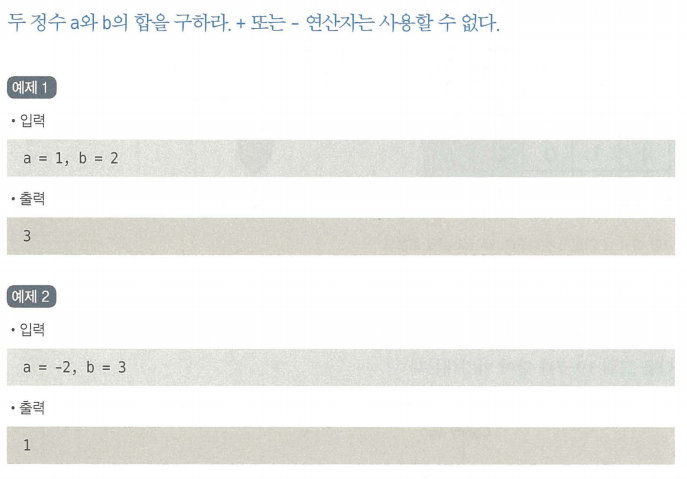 두 정수 a와 b의 합을 구하라. + 또는 - 연산자는 사용할 수 없다.
예제 1
• 입력
a = 1, b = 2
• 출력
3
예제 2
• 입력
a = -2, b = 3
• 출력
1